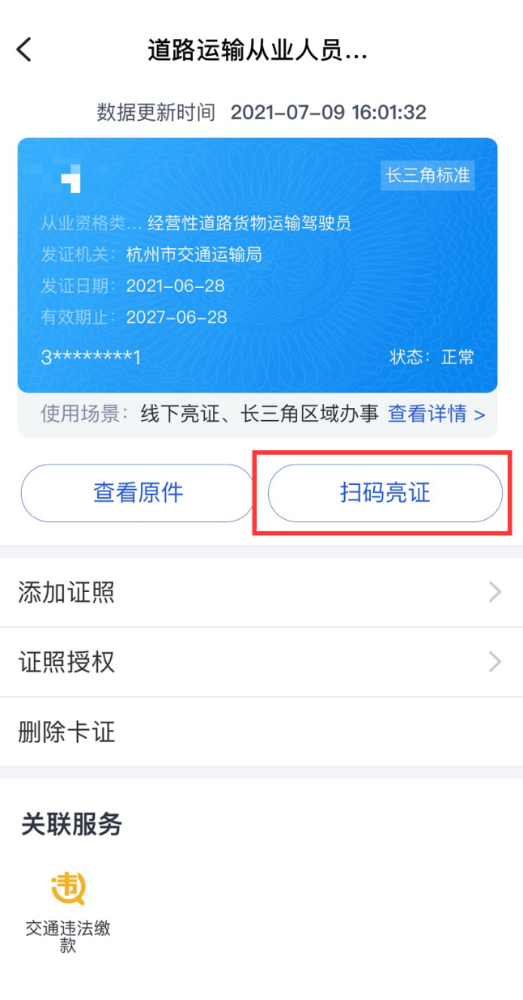 道路运输从业人员...
数据更新时间 2021-07-09 16:01:32
长三角标准
从业资格类... 经营性道路货物运输驾驶员
发证机关： 杭州市交通运输局
发证日期： 2021-06-28
有效期止： 2027-06-28
3********1 状态：正常
使用场景： 线下亮证、长三角区域办事 查看详情 >
查看原件 扫码亮证
添加证照
证照授权
删除卡证
关联服务
交通违法缴
款